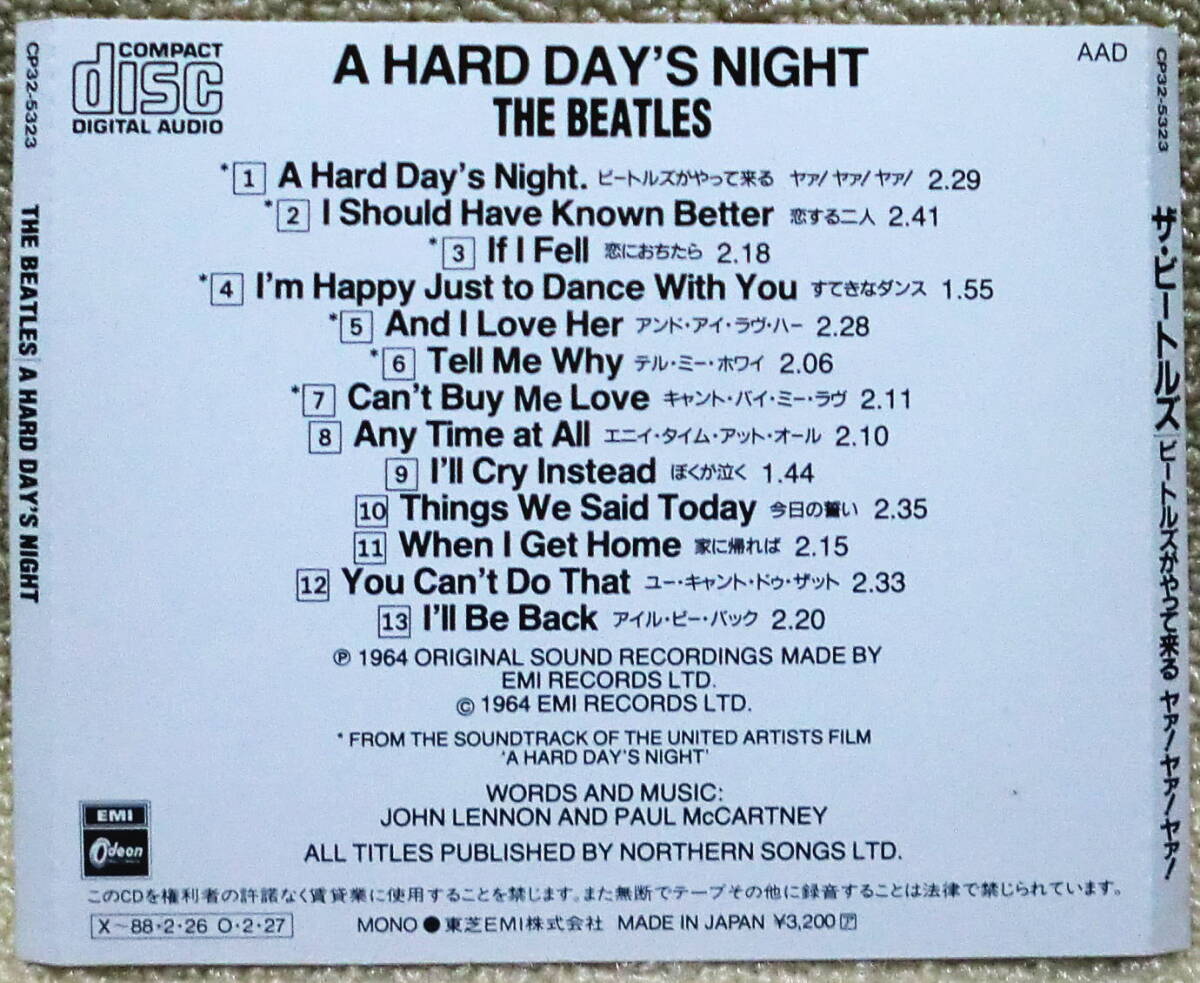 COMPACT
disc
DIGITAL AUDIO
A HARD DAY'S NIGHT
THE BEATLES
AAD
*1 A Hard Day's Night. ビートルズがやって来る ヤァ!ヤァ!ヤァ! 2.29
*2 I Should Have Known Better 恋する二人 2.41
*3 If I Fell 恋におちたら 2.18
*4 I'm Happy Just to Dance With You すてきなダンス 1.55
*5 And I Love Her アンド・アイ・ラヴ・ハー 2.28
*6 Tell Me Why テル・ミー・ホワイ 2.06
*7 Can't Buy Me Love キャント・バイ・ミー・ラヴ 2.11
8 Any Time at All エニイ・タイム・アット・オール 2.10
9 I'll Cry Instead ぼくが泣く 1.44
10 Things We Said Today 今日の誓い 2.35
11 When I Get Home 家に帰れば 2.15
12 You Can't Do That ユー・キャント・ドゥ・ザット 2.33
13 I'll Be Back アイル・ビー・バック 2.20
℗ 1964 ORIGINAL SOUND RECORDINGS MADE BY
EMI RECORDS LTD.
© 1964 EMI RECORDS LTD.
* FROM THE SOUNDTRACK OF THE UNITED ARTISTS FILM
'A HARD DAY'S NIGHT'
WORDS AND MUSIC:
JOHN LENNON AND PAUL McCARTNEY
ALL TITLES PUBLISHED BY NORTHERN SONGS LTD.
EMI
Odeon
このCDを権利者の許諾なく賃貸業に使用することを禁じます。また無断でテープその他に録音することは法律で禁じられています。
X-88・2・26 O・2・27
MONO ●東芝EMI株式会社 MADE IN JAPAN ¥3,200ア
CP32-5323 THE BEATLES/A HARD DAY'S NIGHT
CP32-5323 ザ・ビートルズ/ビートルズがやって来る ヤァ!ヤァ!ヤァ!